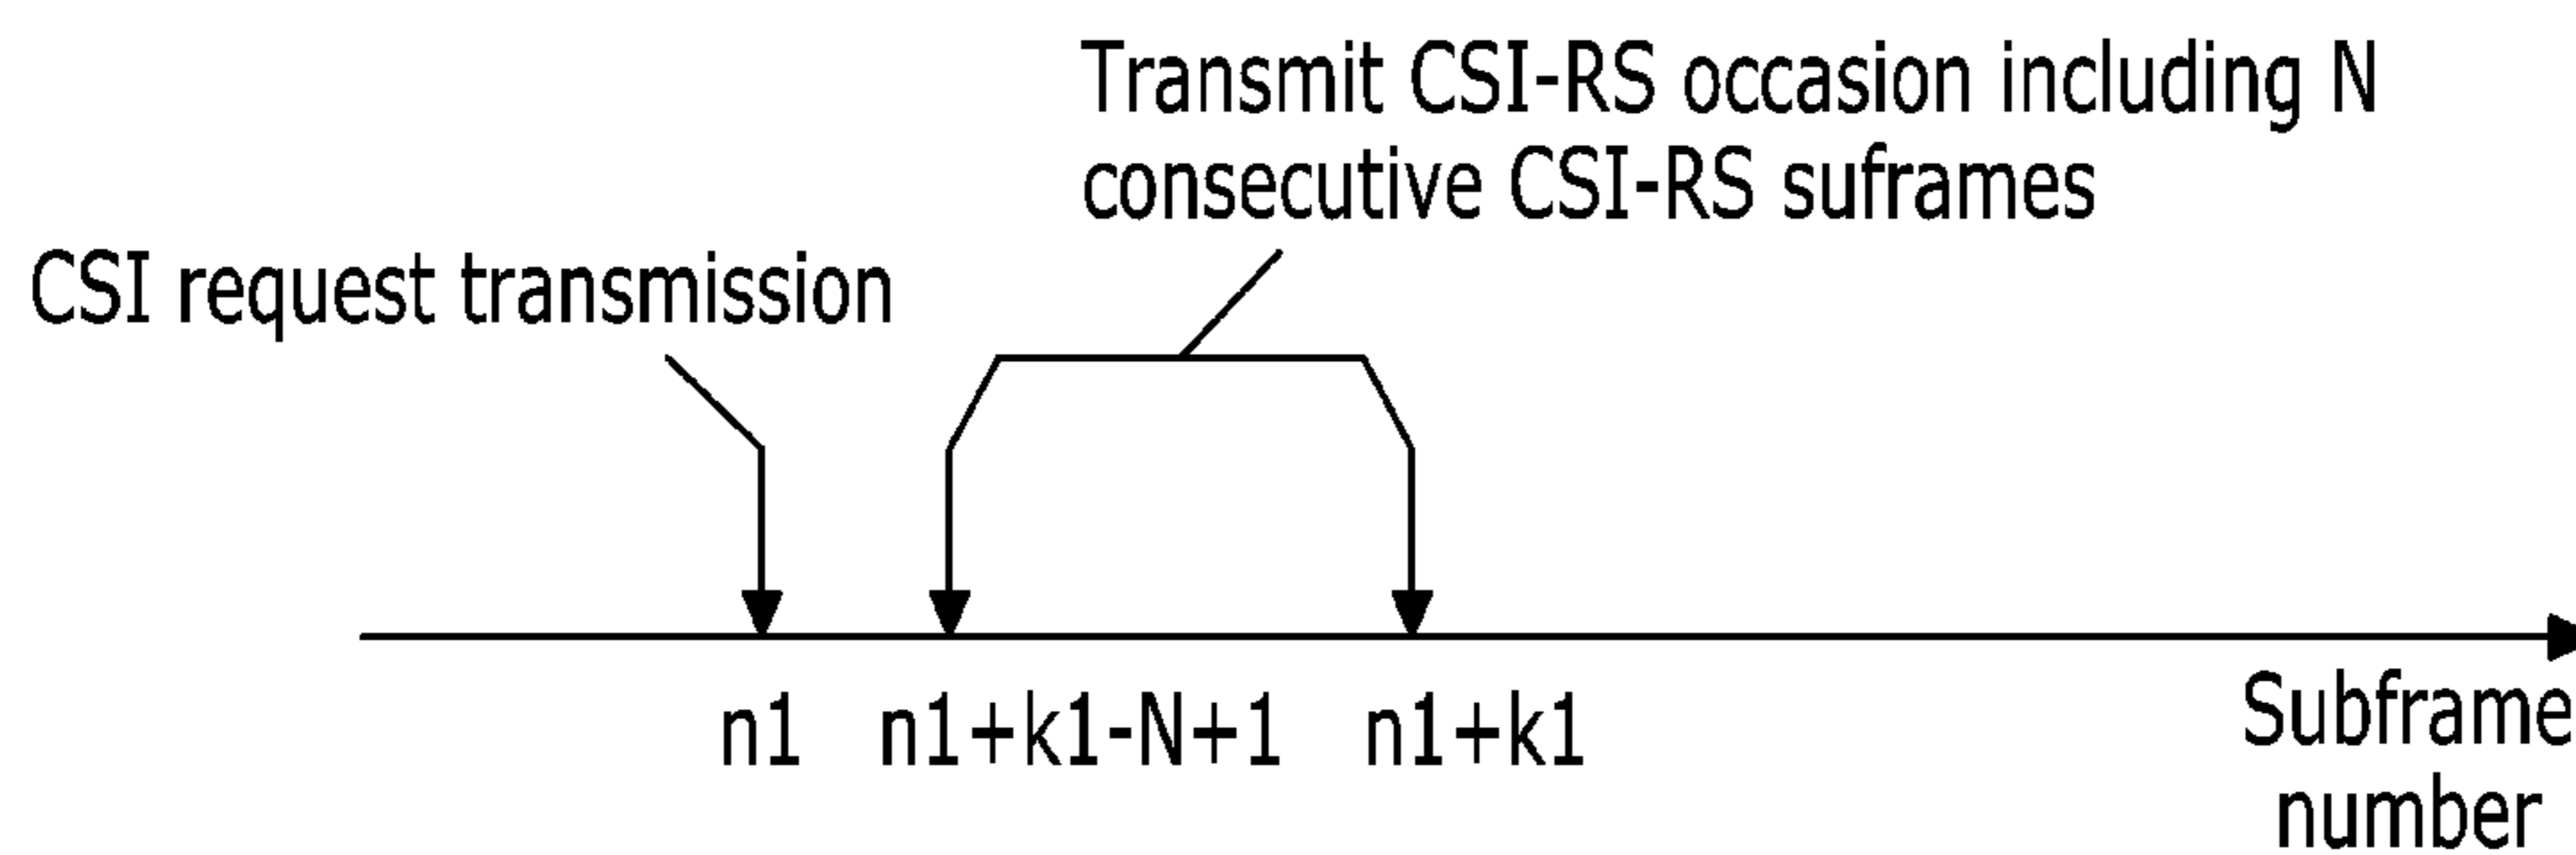 Transmit CSI-RS occasion including N
consecutive CSI-RS suframes
CSI request transmission
n1
n1+k1-N+1
n1+k1
Subframe
number